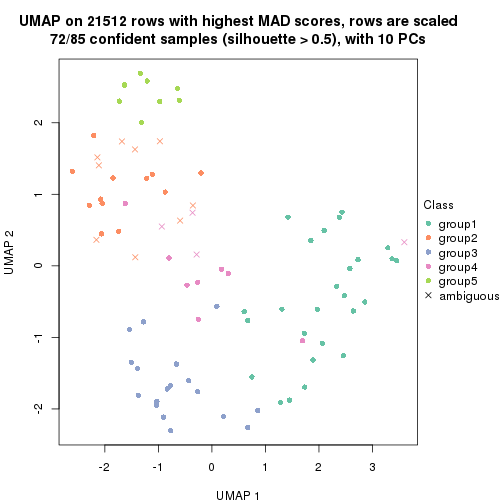 UMAP on 21512 rows with highest MAD scores, rows are scaled
72/85 confident samples (silhouette > 0.5), with 10 PCs
2
1
0
-1
-2
UMAP 2
-2
-1
0
1
2
3
UMAP 1
Class
group1
group2
group3
group4
group5
ambiguous